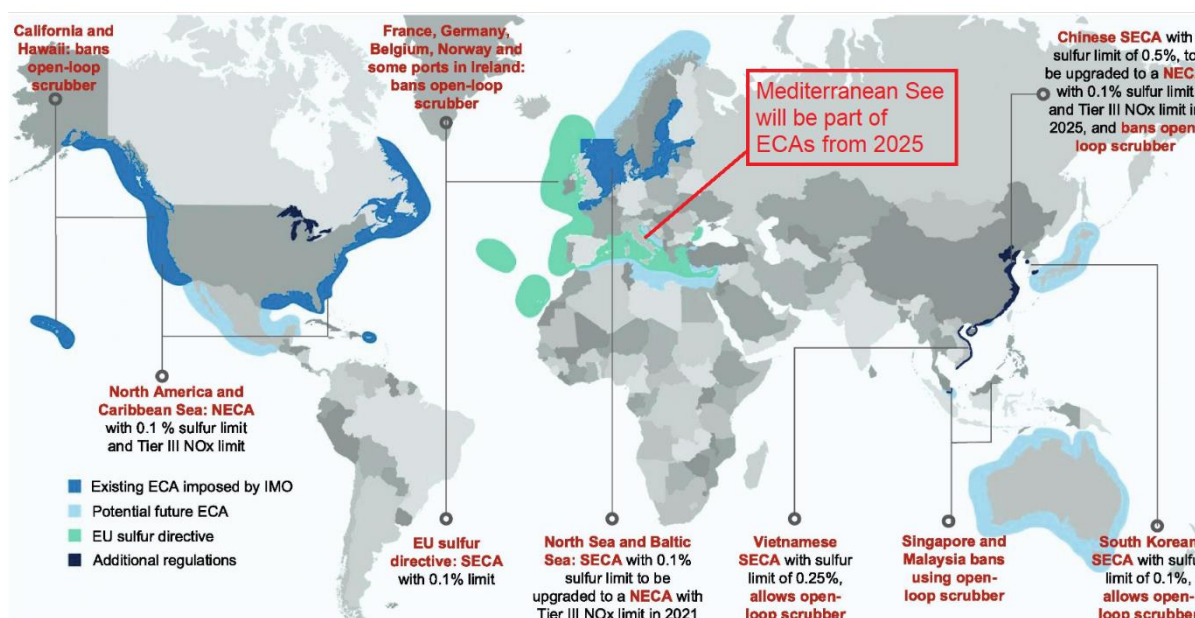 California and
Hawaii: bans
open-loop
scrubber
France, Germany,
Belgium, Norway and
some ports in Ireland:
bans open-loop
scrubber
Mediterranean See
will be part of
ECAs from 2025
Chinese SECA with
sulfur limit of 0.5%, to
be upgraded to a NEC
with 0.1% sulfur limit
and Tier III NOx limit in
2025, and bans open-
loop scrubber
North America and
Caribbean Sea: NECA
with 0.1 % sulfur limit
and Tier III NOx limit
Existing ECA imposed by IMO
Potential future ECA
EU sulfur directive
Additional regulations
EU sulfur
directive: SECA
with 0.1% limit
North Sea and Baltic
Sea: SECA with 0.1%
sulfur limit to be
upgraded to a NECA with
Tier III NOx limit in 2021
Vietnamese
SECA with sulfur
limit of 0.25%,
allows open-
loop scrubber
Singapore and
Malaysia bans
using open-
loop scrubber
South Korean
SECA with sulfu
limit of 0.1%,
allows open-
loop scrubber